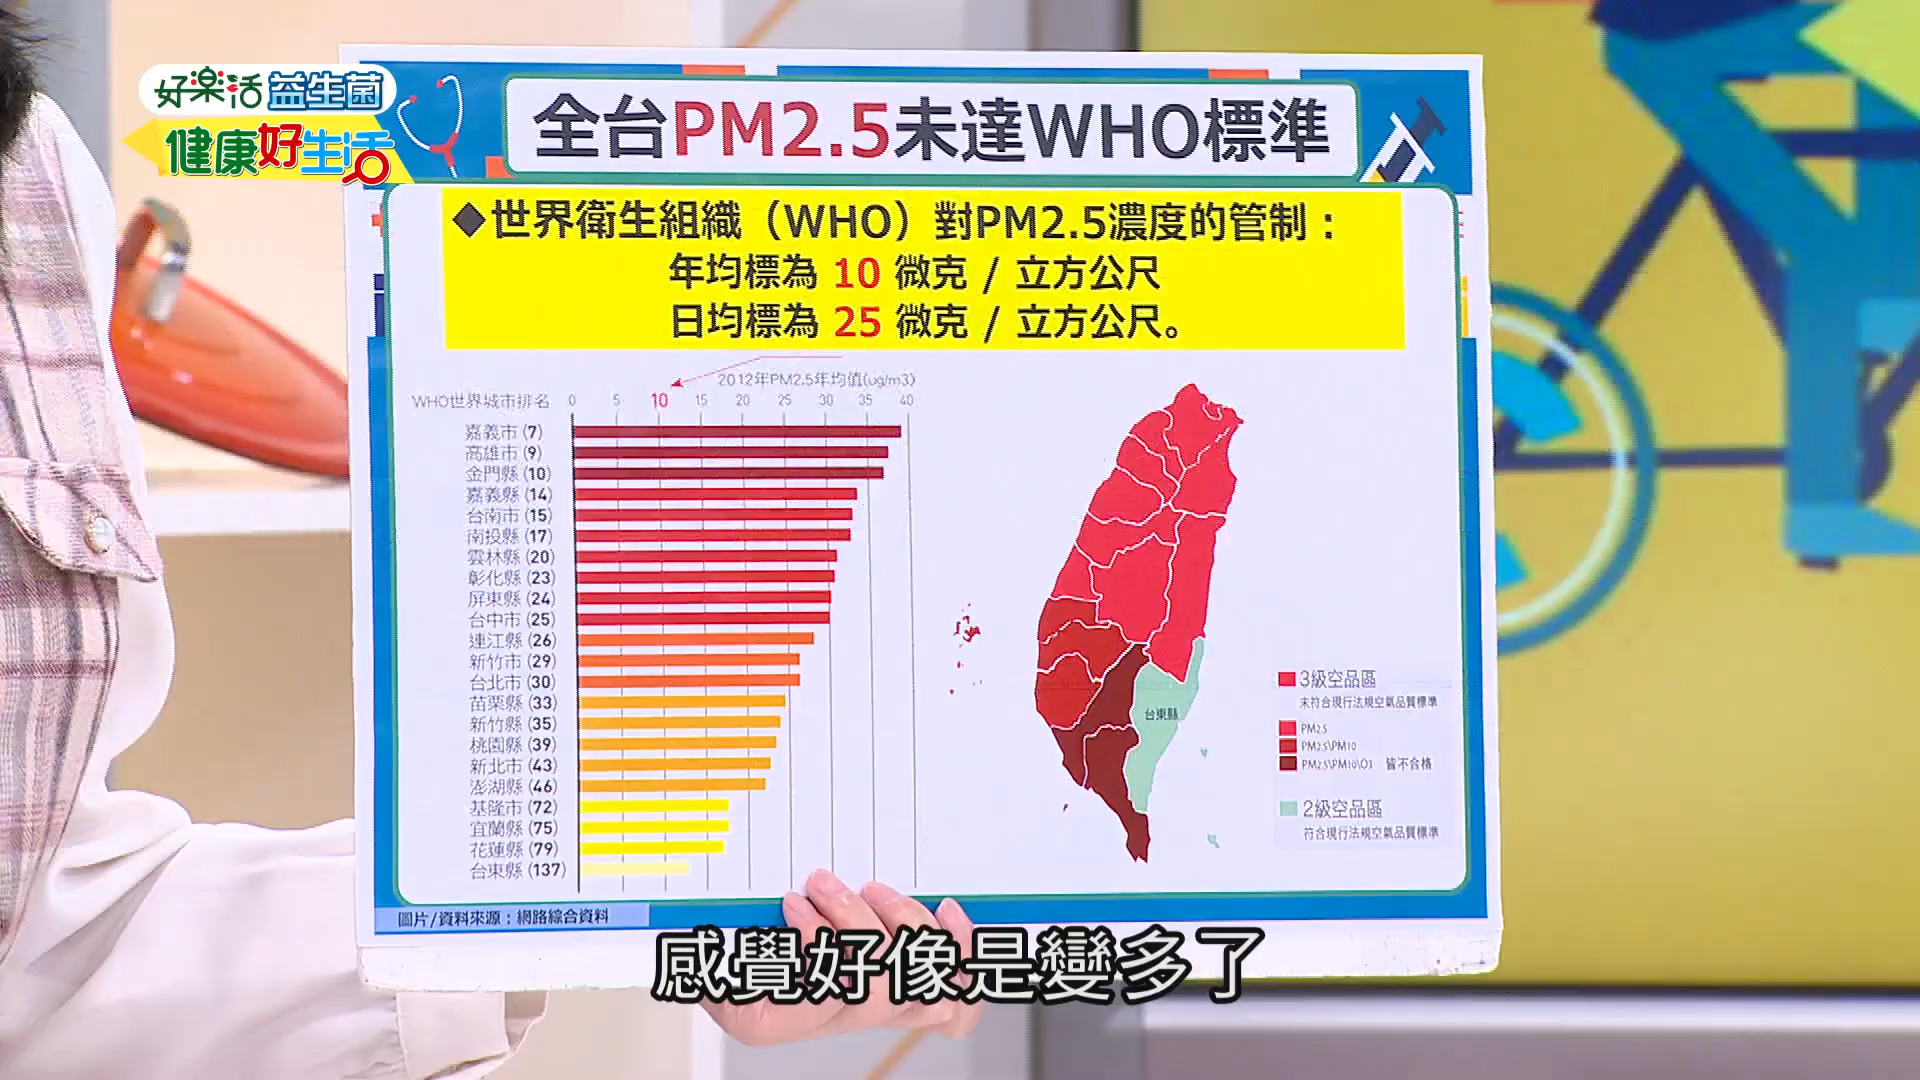 好樂活益生菌
健康好生活
全台PM2.5未達WHO標準
◆世界衛生組織（WHO）對PM2.5濃度的管制：
年均標為 10 微克 / 立方公尺
日均標為 25 微克 / 立方公尺。
2012年PM2.5年均值(ug/m3)
WHO世界城市排名 0 5 10 15 20 25 30 35 40
嘉義市 (7)
高雄市 (9)
金門縣 (10)
嘉義縣 (14)
台南市 (15)
南投縣 (17)
雲林縣 (20)
彰化縣 (23)
屏東縣 (24)
台中市 (25)
連江縣 (26)
新竹市 (29)
台北市 (30)
苗栗縣 (33)
新竹縣 (35)
桃園縣 (39)
新北市 (43)
澎湖縣 (46)
基隆市 (72)
宜蘭縣 (75)
花蓮縣 (79)
台東縣 (137)
台東縣
3級空品區
未符合現行法規空氣品質標準
PM2.5
PM2.5\PM10
PM2.5\PM10\O3 皆不合格
2級空品區
符合現行法規空氣品質標準
圖片/資料來源：網路綜合資料
感覺好像是變多了